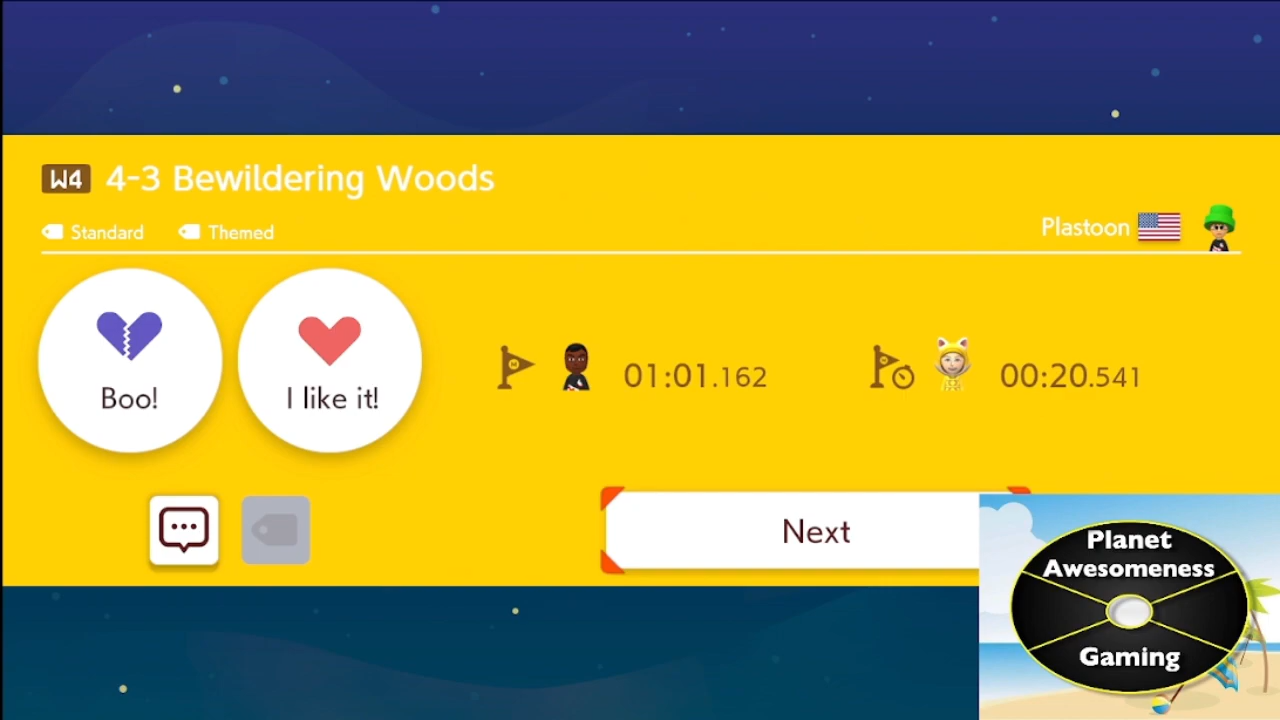 W4 4-3 Bewildering Woods
Standard Themed
Plastoon
Boo!
I like it!
M 01:01.162
M 00:20.541
Next
Planet
Awesomeness
Gaming